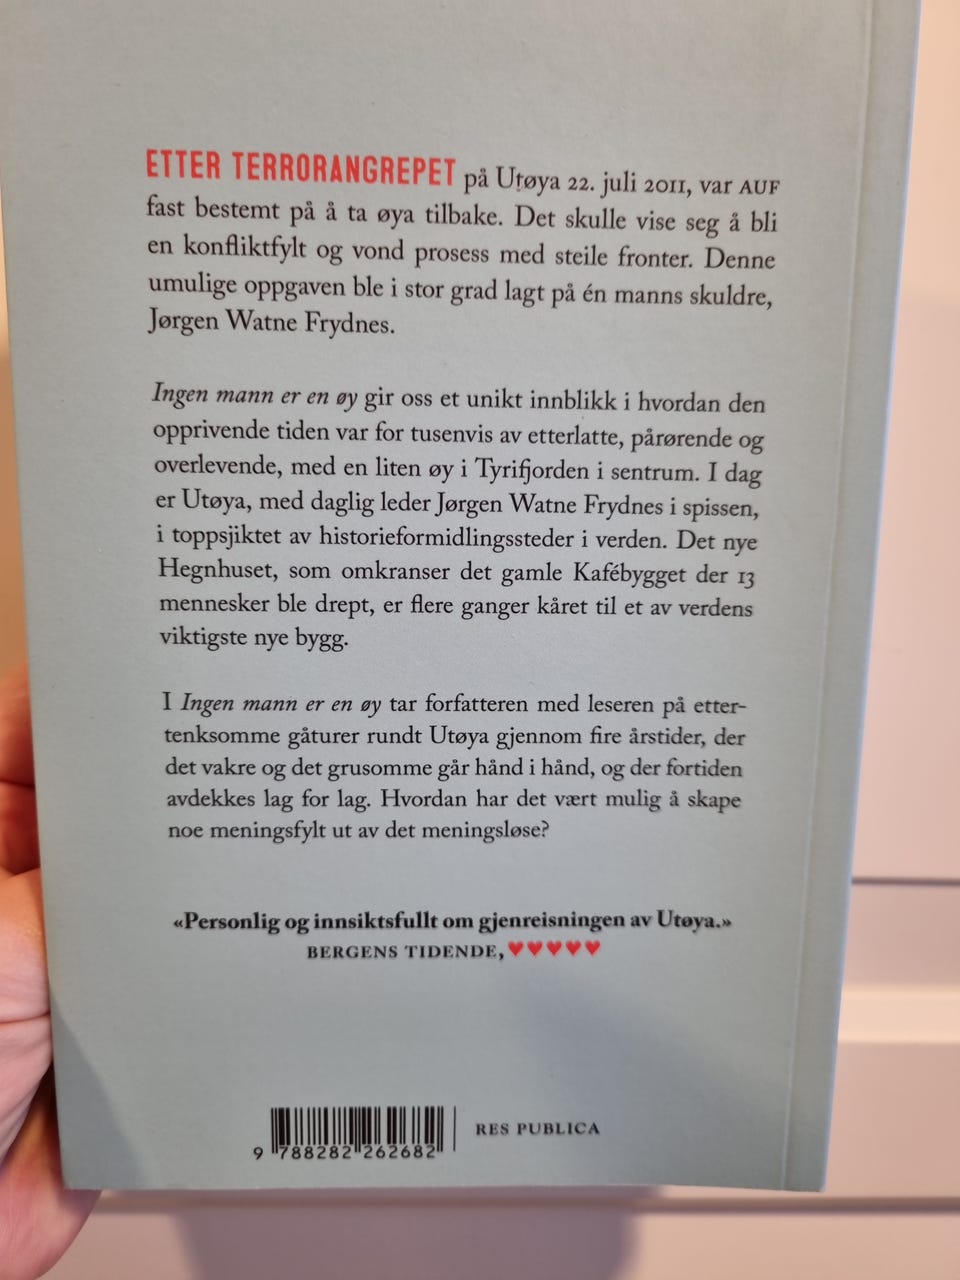 ETTER TERRORANGREPET på Utøya 22. juli 2011, var AUF
fast bestemt på å ta øya tilbake. Det skulle vise seg å bli
en konfliktfylt og vond prosess med steile fronter. Denne
umulige oppgaven ble i stor grad lagt på én manns skuldre,
Jørgen Watne Frydnes.
Ingen mann er en øy gir oss et unikt innblikk i hvordan den
opprivende tiden var for tusenvis av etterlatte, pårørende og
overlevende, med en liten øy i Tyrifjorden i sentrum. I dag
er Utøya, med daglig leder Jørgen Watne Frydnes i spissen,
i toppsjiktet av historieformidlingssteder i verden. Det nye
Hegnhuset, som omkranser det gamle Kafébygget der 13
mennesker ble drept, er flere ganger kåret til et av verdens
viktigste nye bygg.
I Ingen mann er en øy tar forfatteren med leseren på etter-
tenksomme gåturer rundt Utøya gjennom fire årstider, der
det vakre og det grusomme går hånd i hånd, og der fortiden
avdekkes lag for lag. Hvordan har det vært mulig å skape
noe meningsfylt ut av det meningsløse?
«Personlig og innsiktsfullt om gjenreisningen av Utøya.»
BERGENS TIDENDE, ♥♥♥♥♥
RES PUBLICA
9 788282 262682